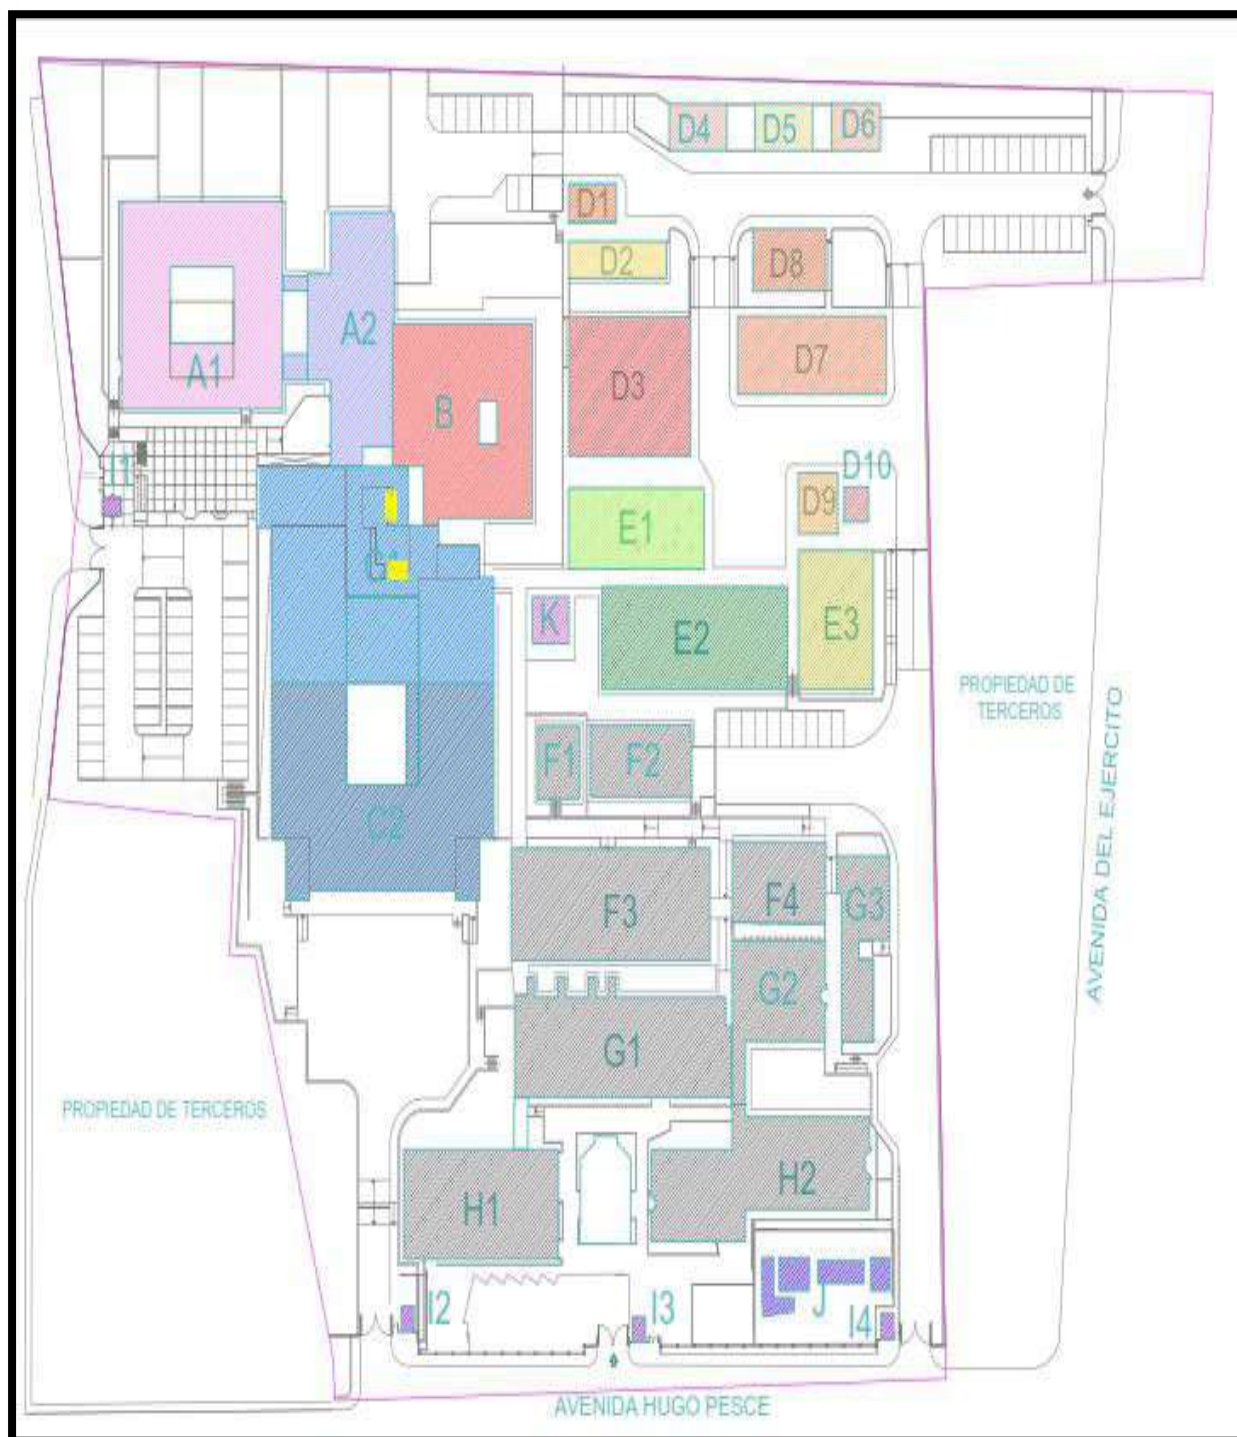 D4
D5
D6
D1
D2
D8
A2
A1
D3
D7
B
I1
D10
D9
E1
K
E2
E3
PROPIEDAD DE
TERCEROS
F1
F2
C2
AVENIDA DEL EJERCITO
F3
F4
G3
G2
G1
PROPIEDAD DE TERCEROS
H1
H2
I2
I3
J
I4
AVENIDA HUGO PESCE